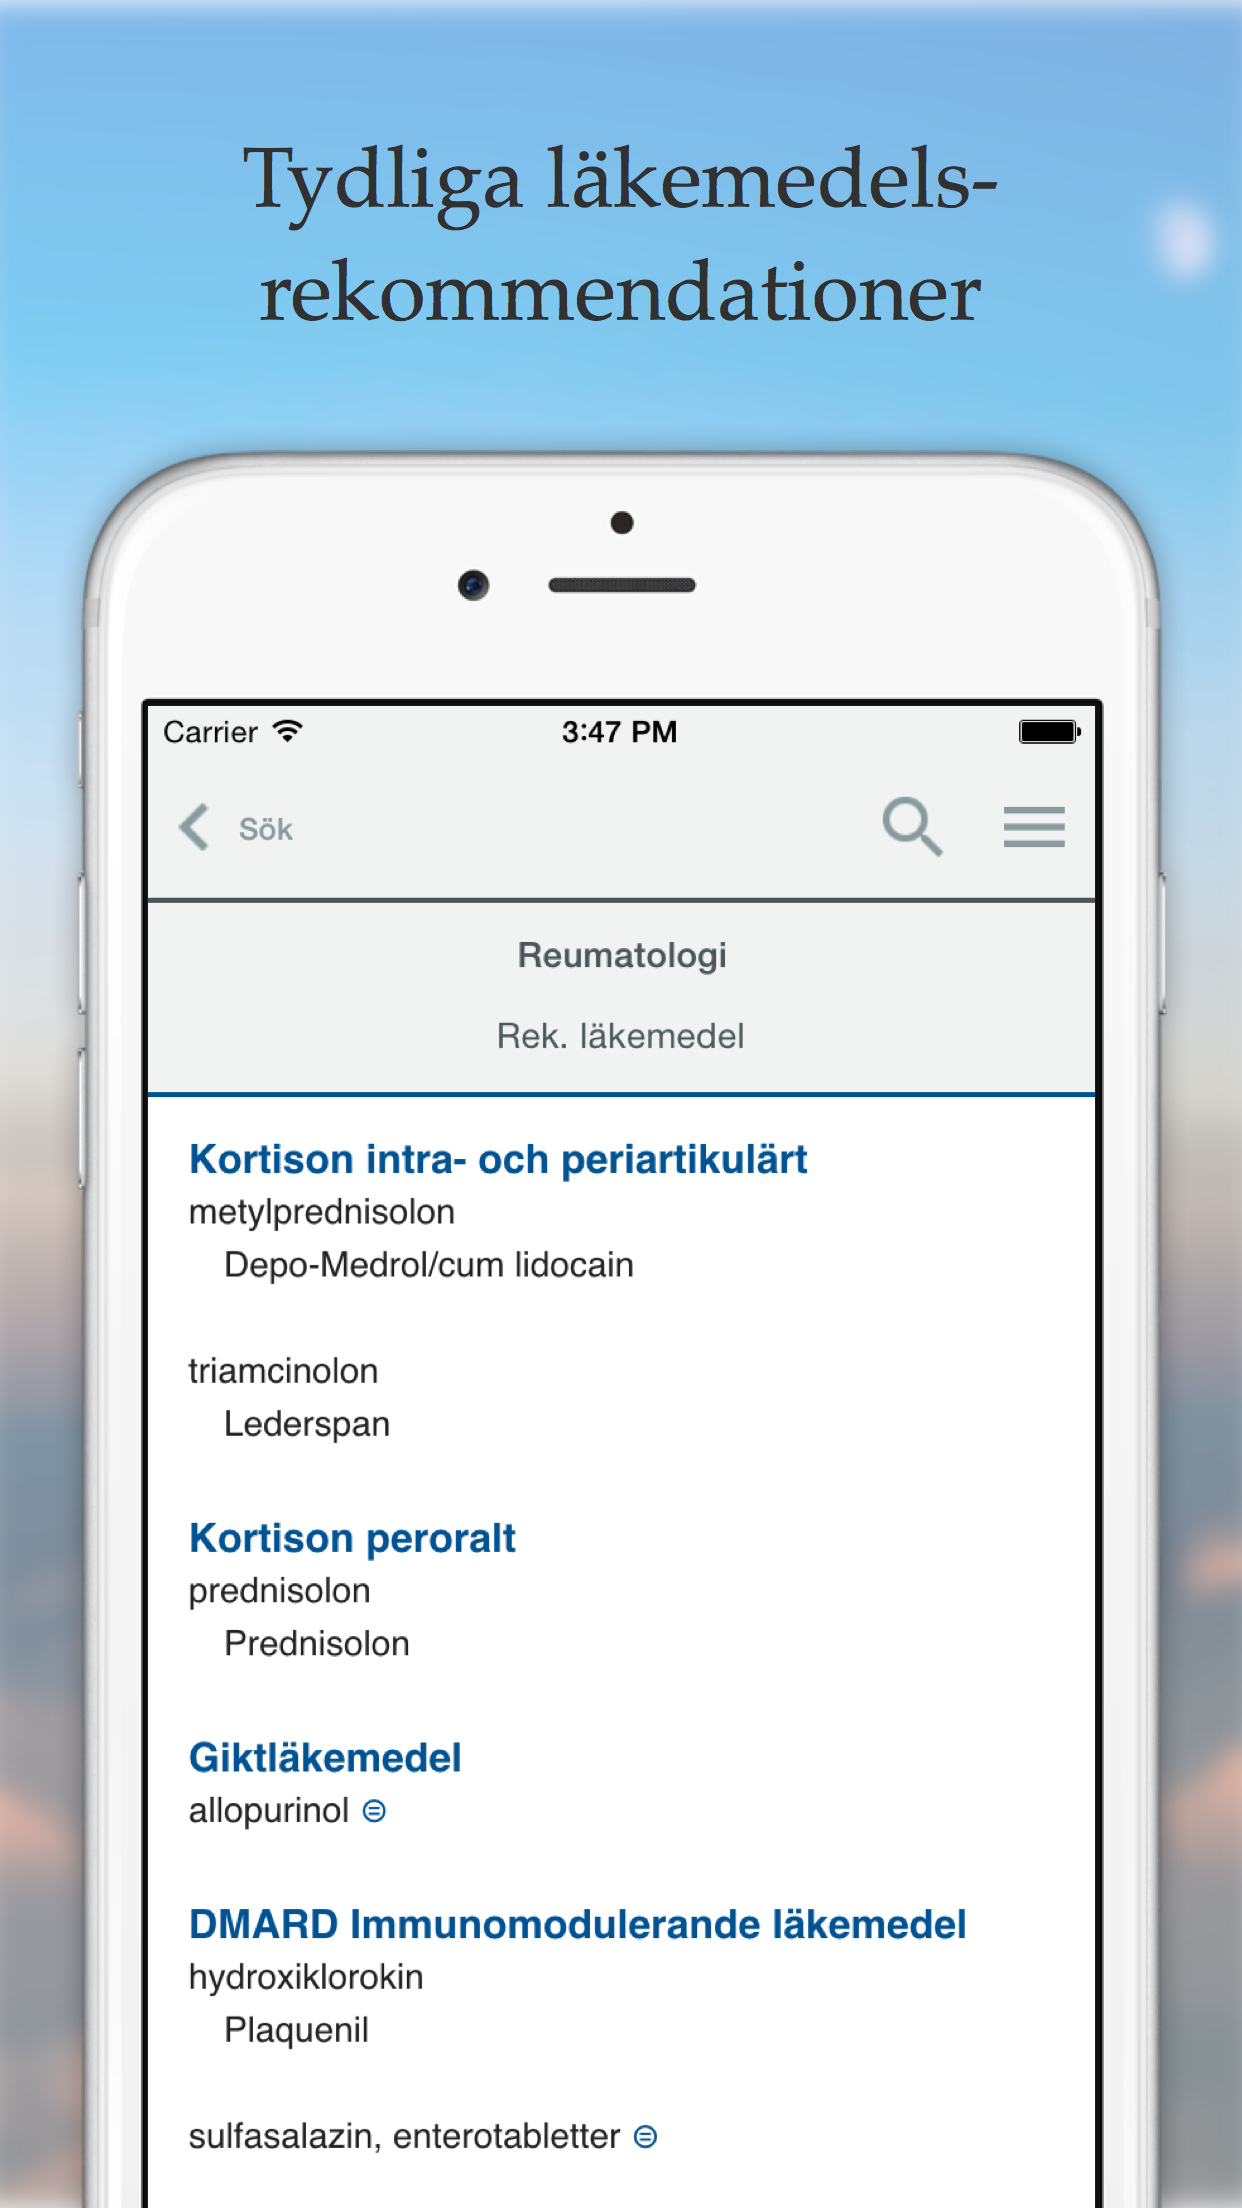 Tydliga läkemedels-
rekommendationer
Carrier 3:47 PM
Sök
Reumatologi
Rek. läkemedel
Kortison intra- och periartikulärt
metylprednisolon
Depo-Medrol/cum lidocain
triamcinolon
Lederspan
Kortison peroralt
prednisolon
Prednisolon
Giktläkemedel
allopurinol ⊜
DMARD Immunomodulerande läkemedel
hydroxiklorokin
Plaquenil
sulfasalazin, enterotabletter ⊜